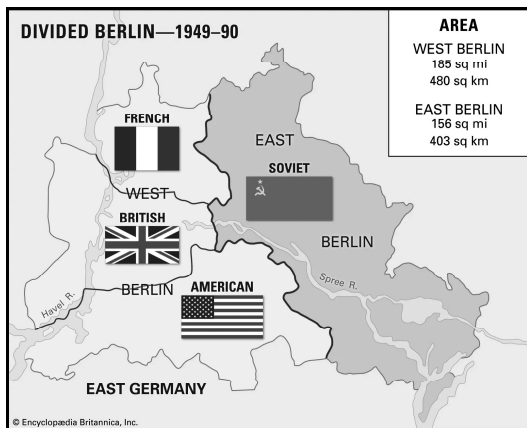 DIVIDED BERLIN—1949–90
AREA
WEST BERLIN
185 sq mi
480 sq km
EAST BERLIN
156 sq mi
403 sq km
FRENCH
EAST
SOVIET
WEST
BRITISH
BERLIN
Havel R.
BERLIN
AMERICAN
Spree R.
EAST GERMANY
© Encyclopædia Britannica, Inc.